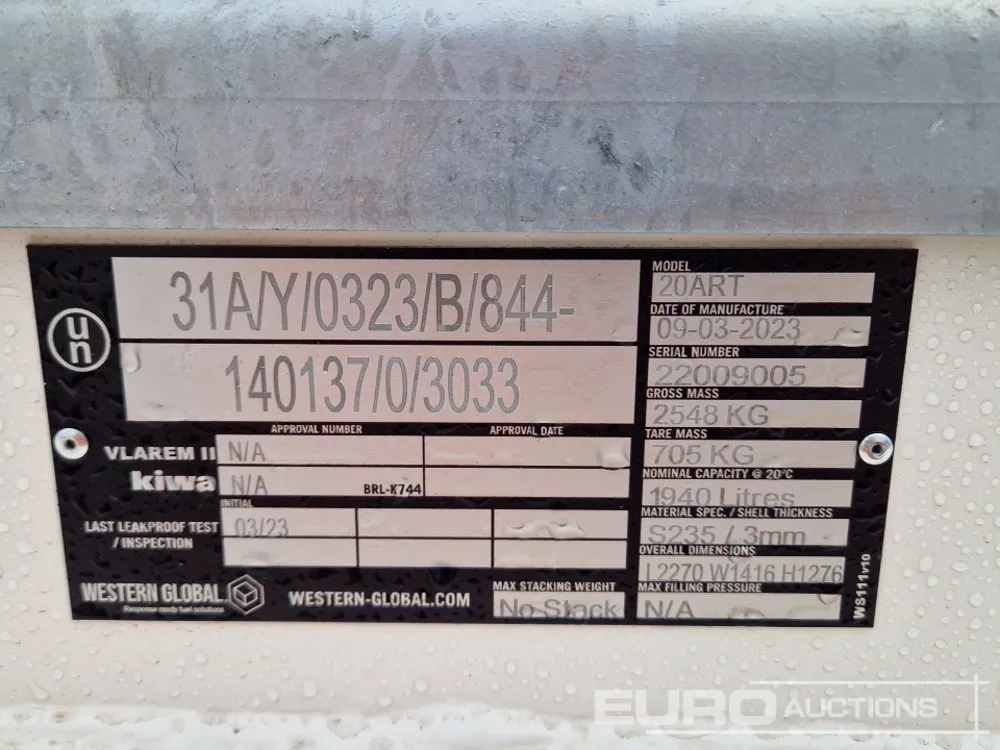 un
31A/Y/0323/B/844-
140137/0/3033
APPROVAL NUMBER APPROVAL DATE
VLAREM II N/A
kiwa N/A BRL-K744
INITIAL
LAST LEAKPROOF TEST / INSPECTION 03/23
WESTERN GLOBAL
Response ready fuel solutions
WESTERN-GLOBAL.COM
MAX STACKING WEIGHT
No Stack
MODEL
20ART
DATE OF MANUFACTURE
09-03-2023
SERIAL NUMBER
22009005
GROSS MASS
2548 KG
TARE MASS
705 KG
NOMINAL CAPACITY @ 20°C
1940 Litres
MATERIAL SPEC. / SHELL THICKNESS
S235 / 3mm
OVERALL DIMENSIONS
L2270 W1416 H1276
MAX FILLING PRESSURE
N/A
WS111v10
EURO AUCTIONS